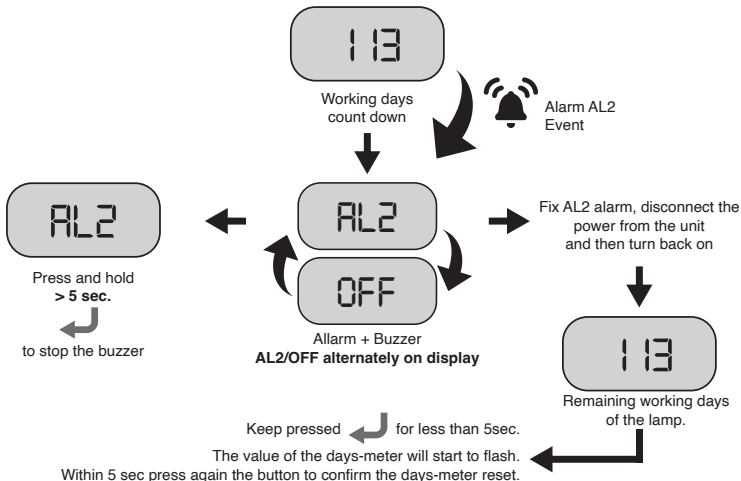 113
Working days
count down
Alarm AL2
Event
AL2
Press and hold
> 5 sec.
to stop the buzzer
AL2
OFF
Allarm + Buzzer
AL2/OFF alternately on display
Fix AL2 alarm, disconnect the
power from the unit
and then turn back on
113
Remaining working days
of the lamp.
Keep pressed for less than 5sec.
The value of the days-meter will start to flash.
Within 5 sec press again the button to confirm the days-meter reset.